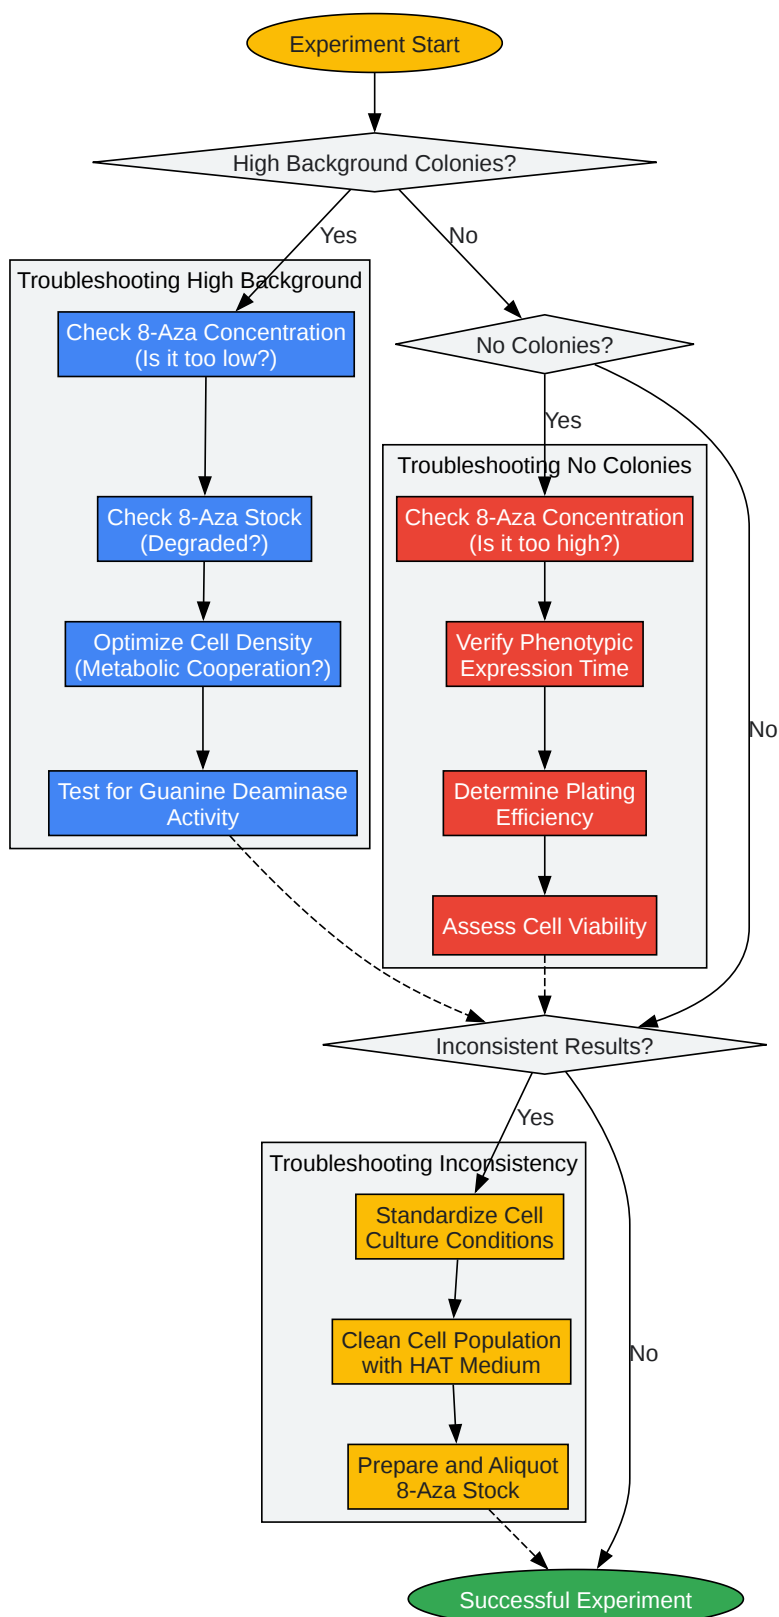 Experiment Start
High Background Colonies?
Yes
No
Troubleshooting High Background
Check 8-Aza Concentration
(Is it too low?)
Check 8-Aza Stock
(Degraded?)
Optimize Cell Density
(Metabolic Cooperation?)
Test for Guanine Deaminase
Activity
No Colonies?
Yes
No
Troubleshooting No Colonies
Check 8-Aza Concentration
(Is it too high?)
Verify Phenotypic
Expression Time
Determine Plating
Efficiency
Assess Cell Viability
Inconsistent Results?
Yes
No
Troubleshooting Inconsistency
Standardize Cell
Culture Conditions
Clean Cell Population
with HAT Medium
Prepare and Aliquot
8-Aza Stock
Successful Experiment